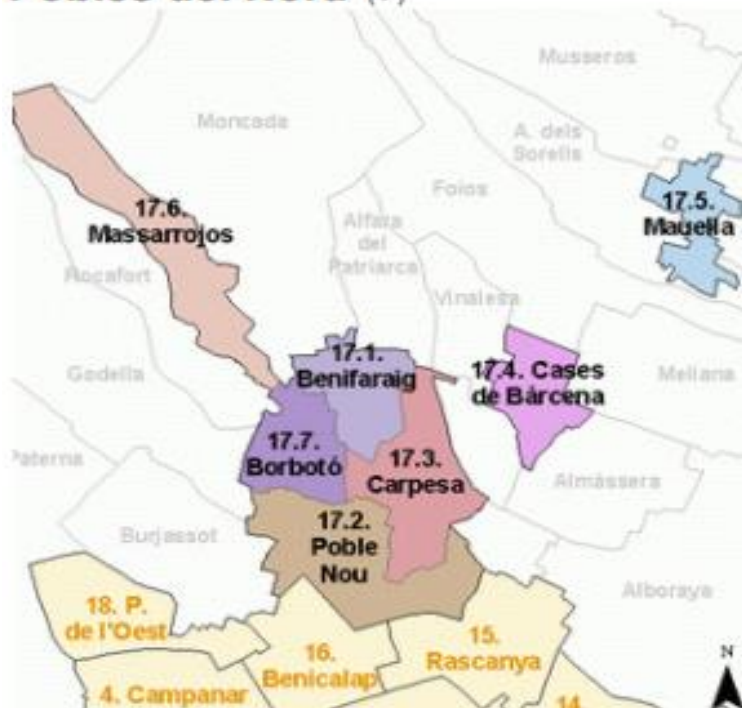 Musseros
Moncada
A. dels
Sorells
17.5.
Mauella
Foios
17.6.
Massarrojos
Alfara
del
Patriarca
Rocafort
Vinalesa
17.1.
Benifaraig
Godella
17.4. Cases
de Bàrcena
Meliana
17.7.
Borbotó
17.3.
Carpesa
Paterna
Almàssera
17.2.
Poble
Nou
Burjassot
Alboraya
18. P.
de l'Oest
15.
Rascanya
16.
Benicalap
N
4. Campanar
14.